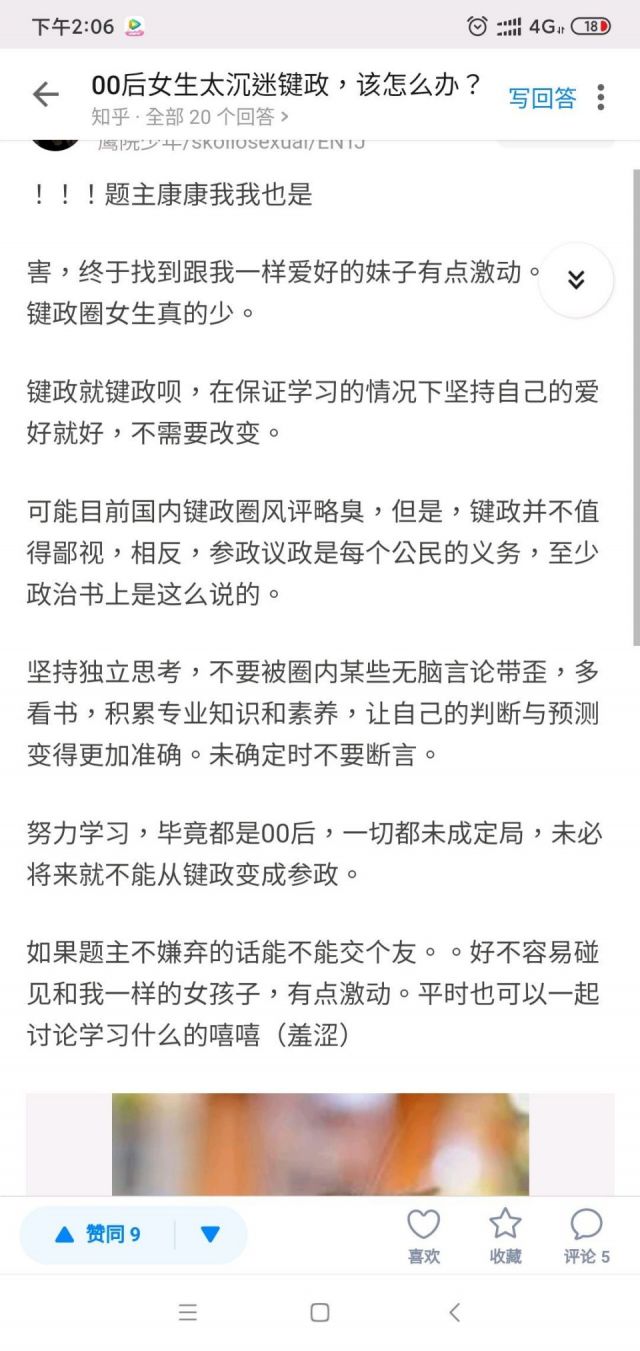 下午2:06
4G
18
00后女生太沉迷键政，该怎么办？
知乎 · 全部 20 个回答 >
写回答
鹰院少年/skoliosexual/ENTJ
！！！题主康康我我也是
害，终于找到跟我一样爱好的妹子有点激动。
键政圈女生真的少。
键政就键政呗，在保证学习的情况下坚持自己的爱
好就好，不需要改变。
可能目前国内键政圈风评略臭，但是，键政并不值
得鄙视，相反，参政议政是每个公民的义务，至少
政治书上是这么说的。
坚持独立思考，不要被圈内某些无脑言论带歪，多
看书，积累专业知识和素养，让自己的判断与预测
变得更加准确。未确定时不要断言。
努力学习，毕竟都是00后，一切都未成定局，未必
将来就不能从键政变成参政。
如果题主不嫌弃的话能不能交个友。。好不容易碰
见和我一样的女孩子，有点激动。平时也可以一起
讨论学习什么的嘻嘻（羞涩）
赞同 9
喜欢
收藏
评论 5